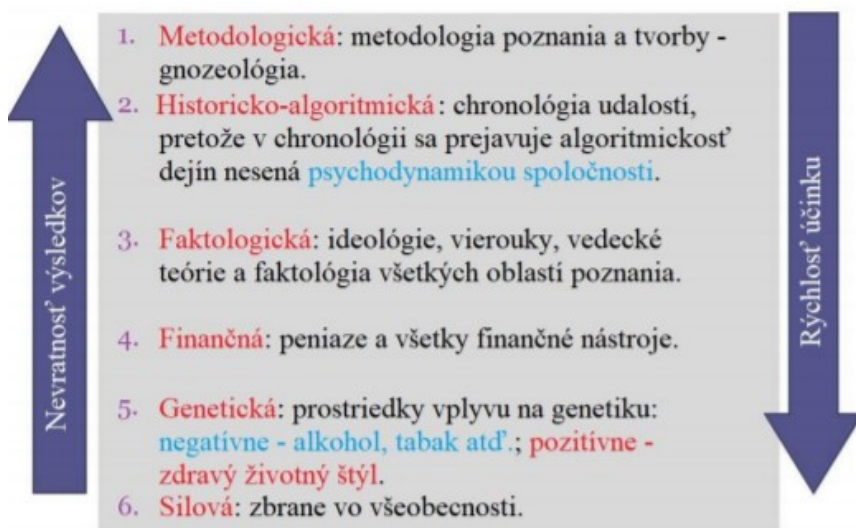 Nevratnosť výsledkov
1. Metodologická: metodologia poznania a tvorby -
gnozeológia.
2. Historicko-algoritmická : chronológia udalostí,
pretože v chronológii sa prejavuje algoritmickosť
dejín nesená psychodynamikou spoločnosti.
3. Faktologická: ideológie, vierouky, vedecké
teórie a faktológia všetkých oblastí poznania.
4. Finančná: peniaze a všetky finančné nástroje.
5. Genetická: prostriedky vplyvu na genetiku:
negatívne - alkohol, tabak atď.; pozitívne -
zdravý životný štýl.
6. Silová: zbrane vo všeobecnosti.
Rýchlosť účinku